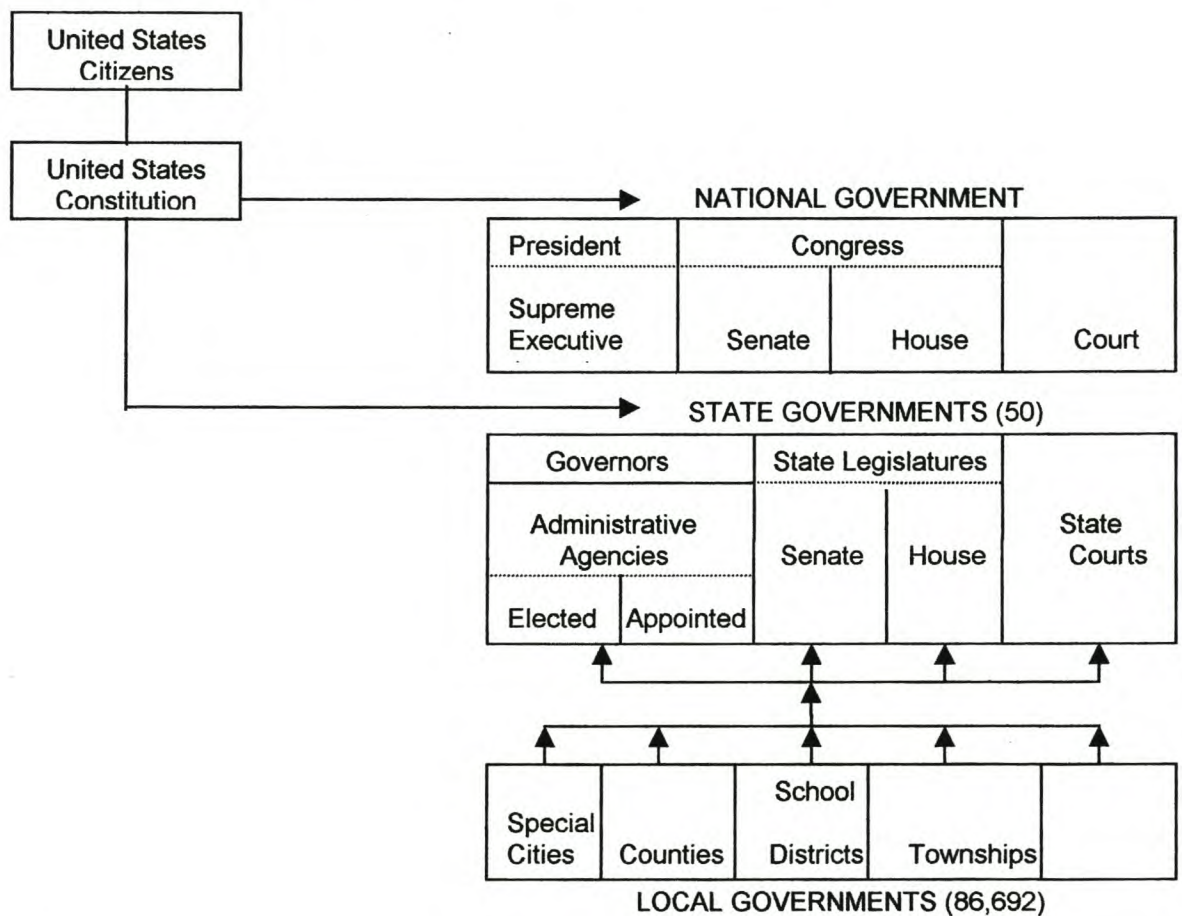 United States
Citizens
United States
Constitution
NATIONAL GOVERNMENT
President
Congress
Supreme
Executive
Senate
House
Court
STATE GOVERNMENTS (50)
Governors
State Legislatures
Administrative
Agencies
Senate
House
State
Courts
Elected
Appointed
Special
Cities
Counties
School
Districts
Townships
LOCAL GOVERNMENTS (86,692)